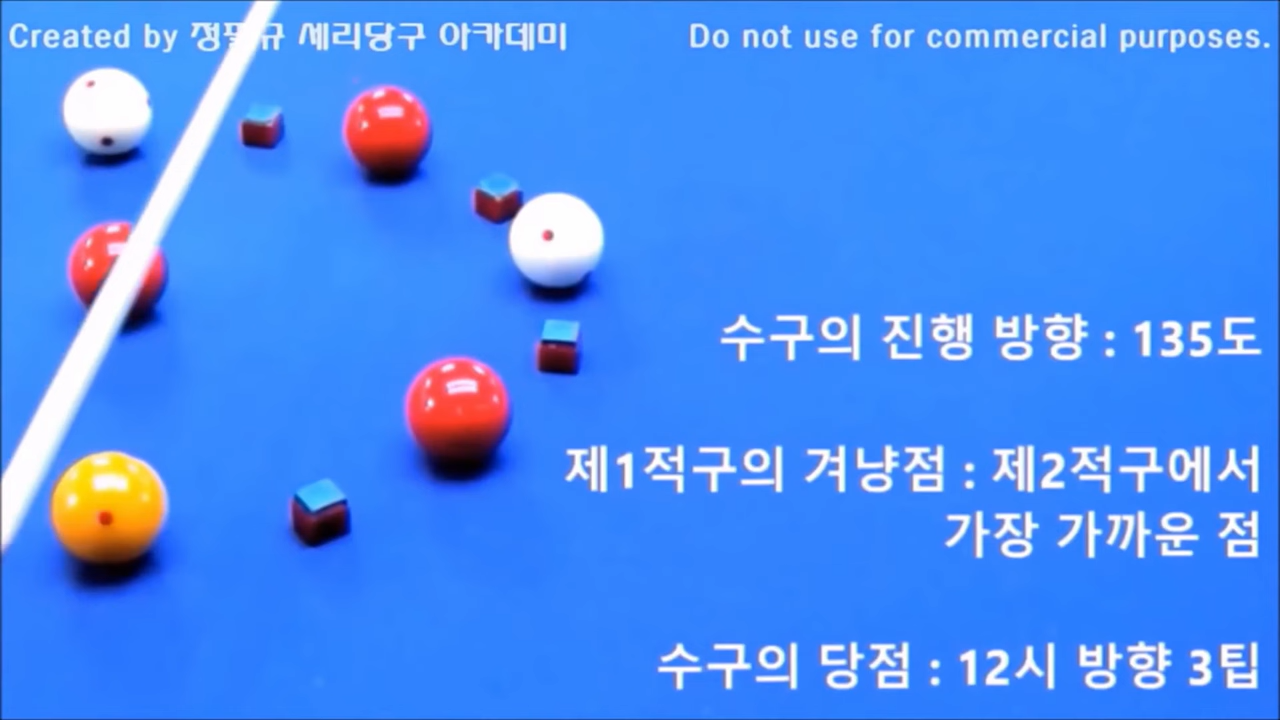 Created by 정필규 세리당구 아카데미
Do not use for commercial purposes.
수구의 진행 방향 : 135도
제1적구의 겨냥점 : 제2적구에서
가장 가까운 점
수구의 당점 : 12시 방향 3팁